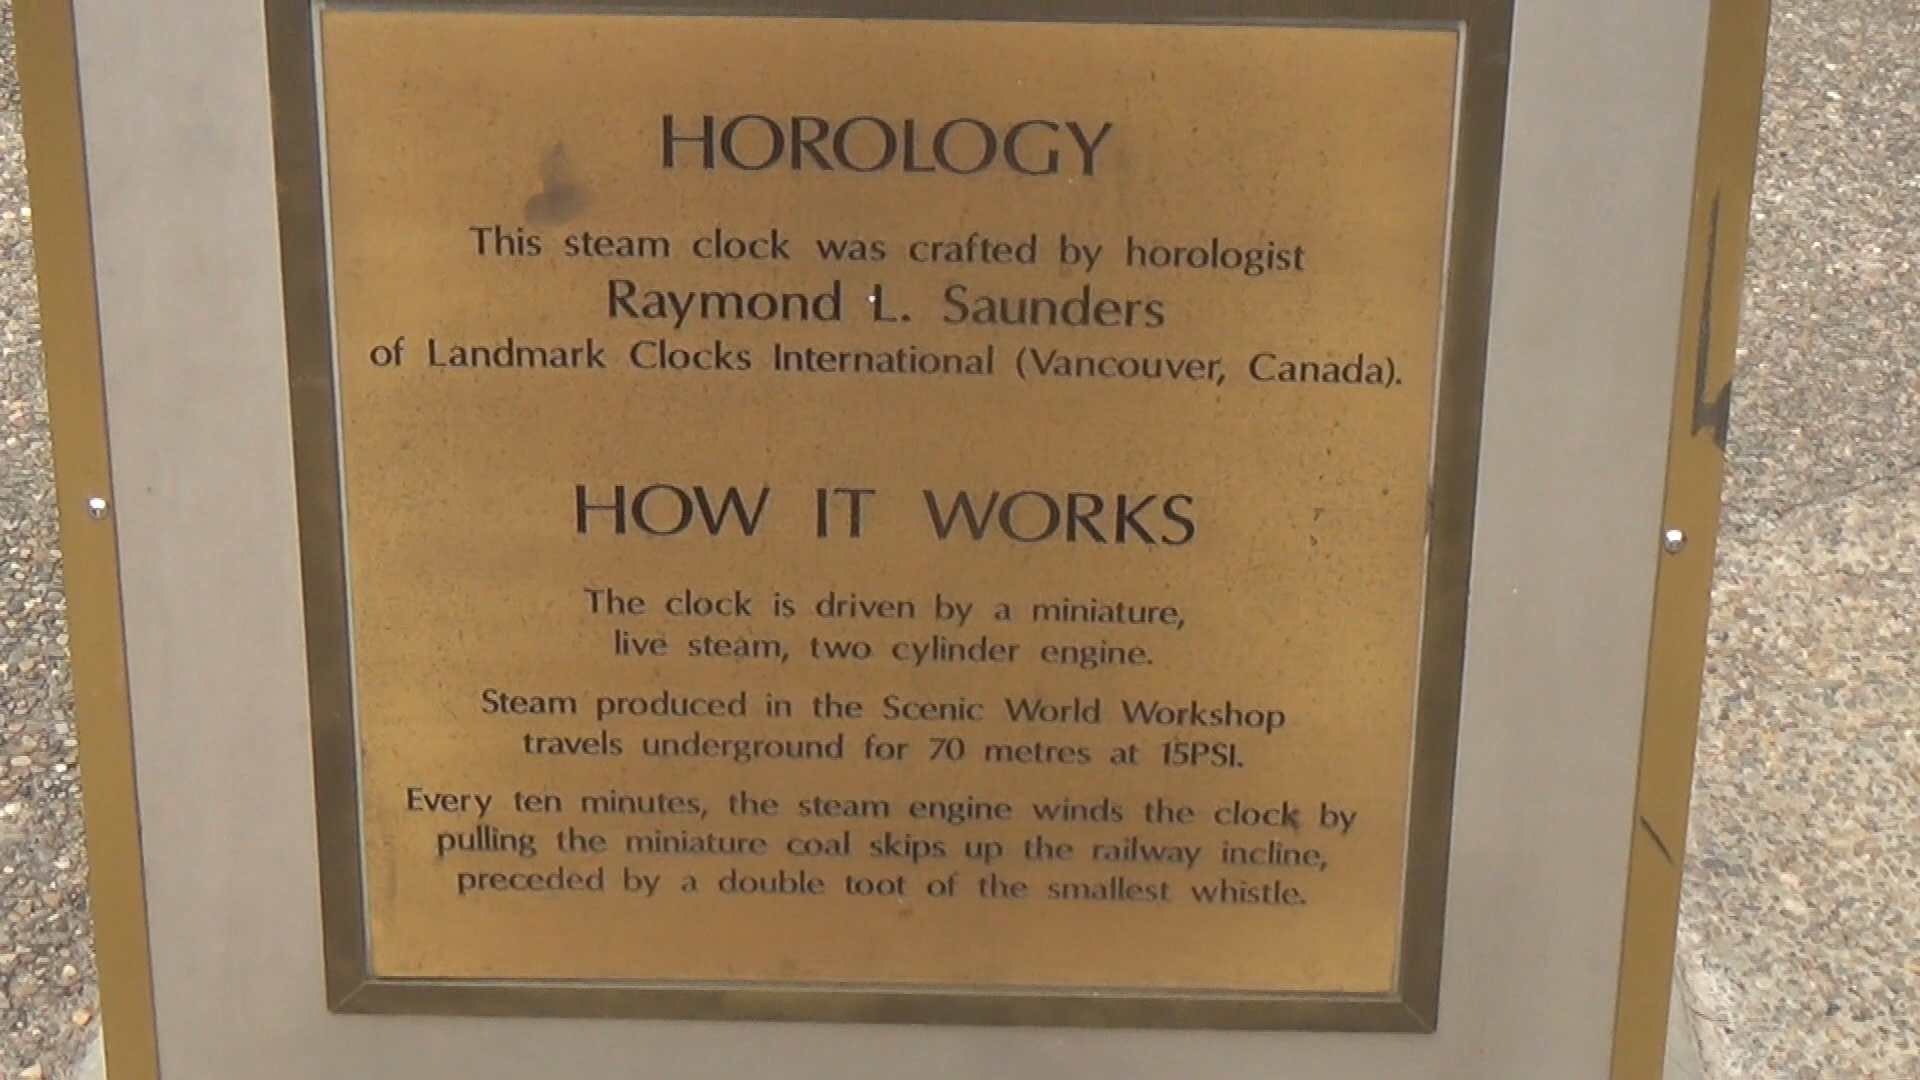 HOROLOGY
This steam clock was crafted by horologist
Raymond L. Saunders
of Landmark Clocks International (Vancouver, Canada).
HOW IT WORKS
The clock is driven by a miniature,
live steam, two cylinder engine.
Steam produced in the Scenic World Workshop
travels underground for 70 metres at 15PSI.
Every ten minutes, the steam engine winds the clock by
pulling the miniature coal skips up the railway incline,
preceded by a double toot of the smallest whistle.